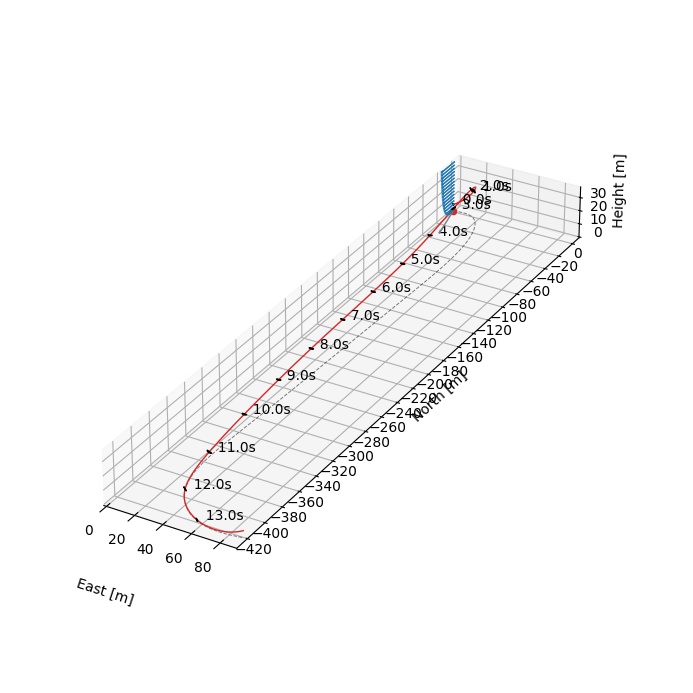 Height [m]
30
20
10
0
2.0s
1.0s
0.0s
3.0s
4.0s
5.0s
6.0s
7.0s
8.0s
9.0s
10.0s
11.0s
12.0s
13.0s
0
−20
−40
−60
−80
−100
−120
−140
−160
−180
−200
−220
−240
−260
−280
−300
−320
−340
−360
−380
−400
−420
North [m]
0
20
40
60
80
East [m]